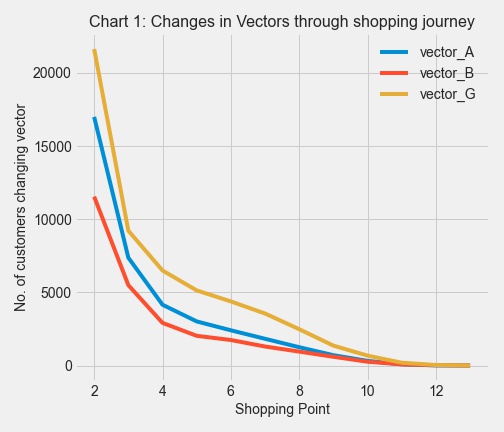 Chart 1: Changes in Vectors through shopping journey
vector_A
vector_B
vector_G
No. of customers changing vector
20000
15000
10000
5000
0
2 4 6 8 10 12
Shopping Point